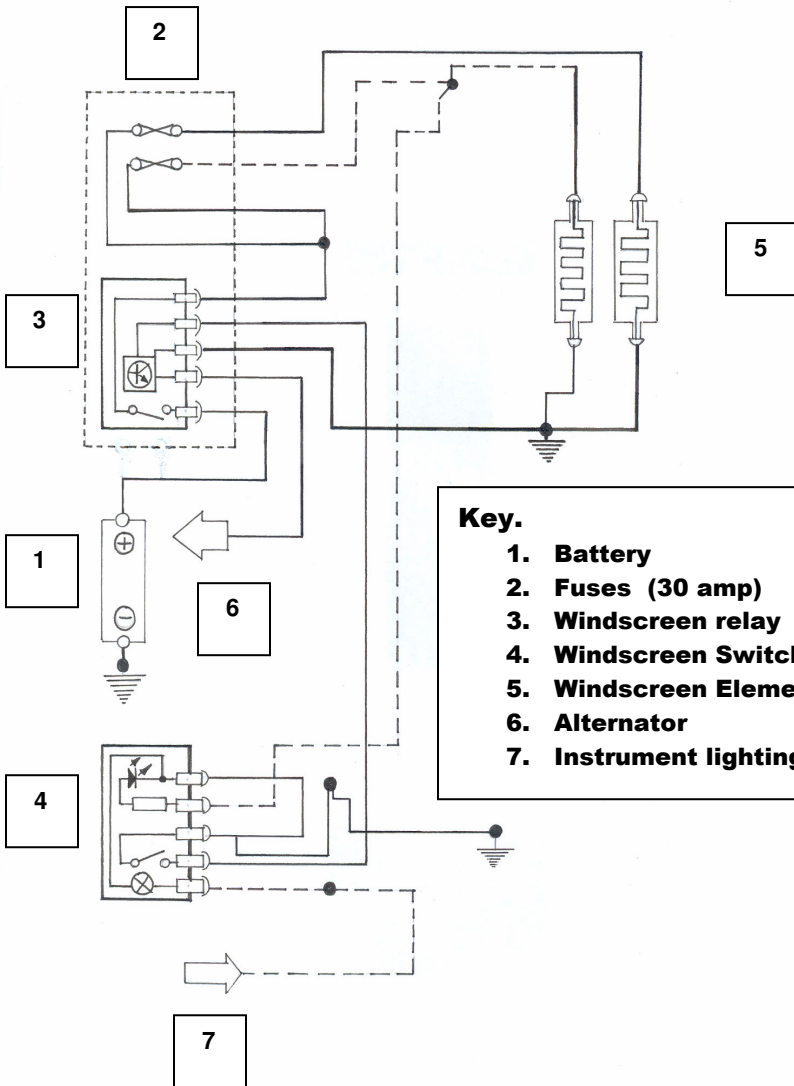 2
3
5
1
6
4
7
Key.
1. Battery
2. Fuses (30 amp)
3. Windscreen relay
4. Windscreen Switch
5. Windscreen Eleme
6. Alternator
7. Instrument lighting